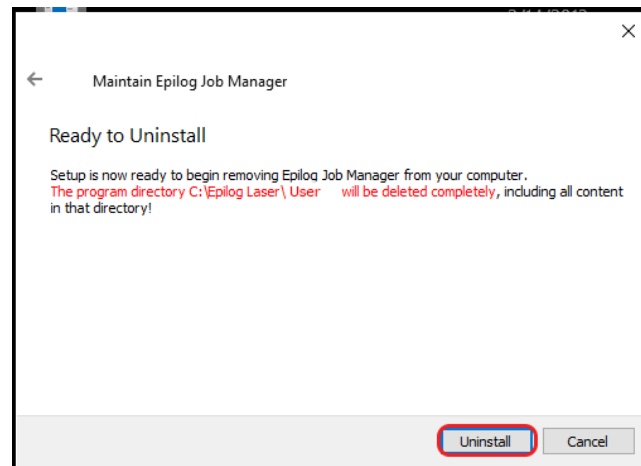 Maintain Epilog Job Manager
Ready to Uninstall
Setup is now ready to begin removing Epilog Job Manager from your computer.
The program directory C:\Epilog Laser\ User will be deleted completely, including all content
in that directory!
Uninstall Cancel